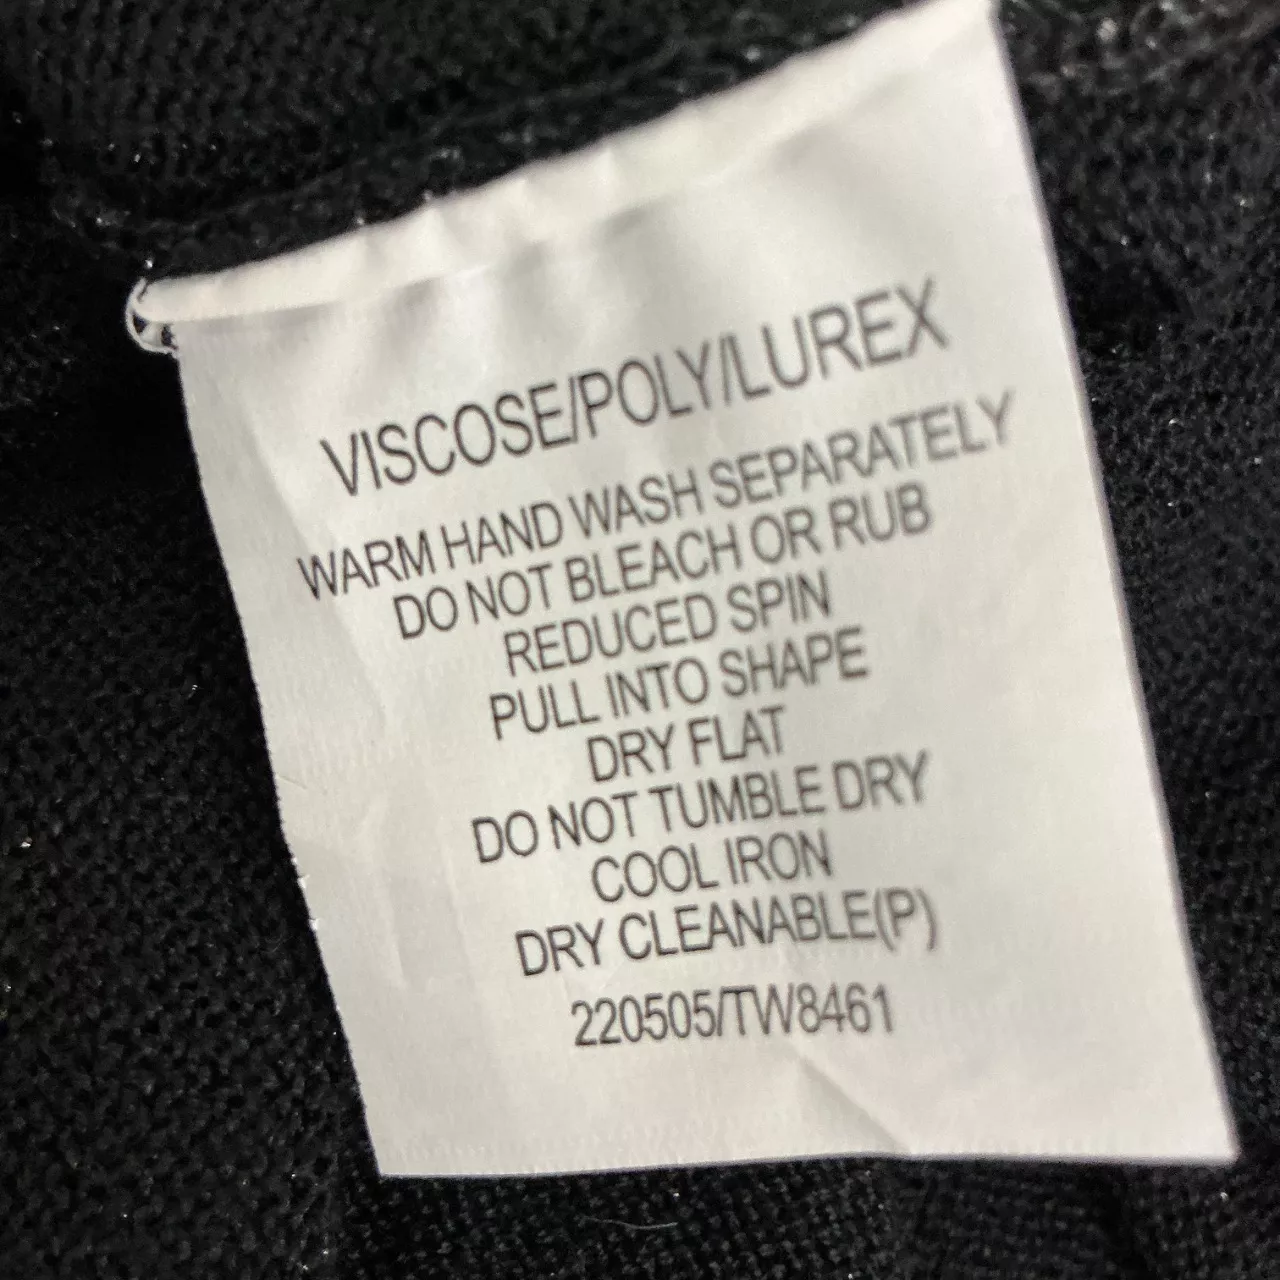 VISCOSE/POLY/LUREX
WARM HAND WASH SEPARATELY
DO NOT BLEACH OR RUB
REDUCED SPIN
PULL INTO SHAPE
DRY FLAT
DO NOT TUMBLE DRY
COOL IRON
DRY CLEANABLE(P)
220505/TW8461